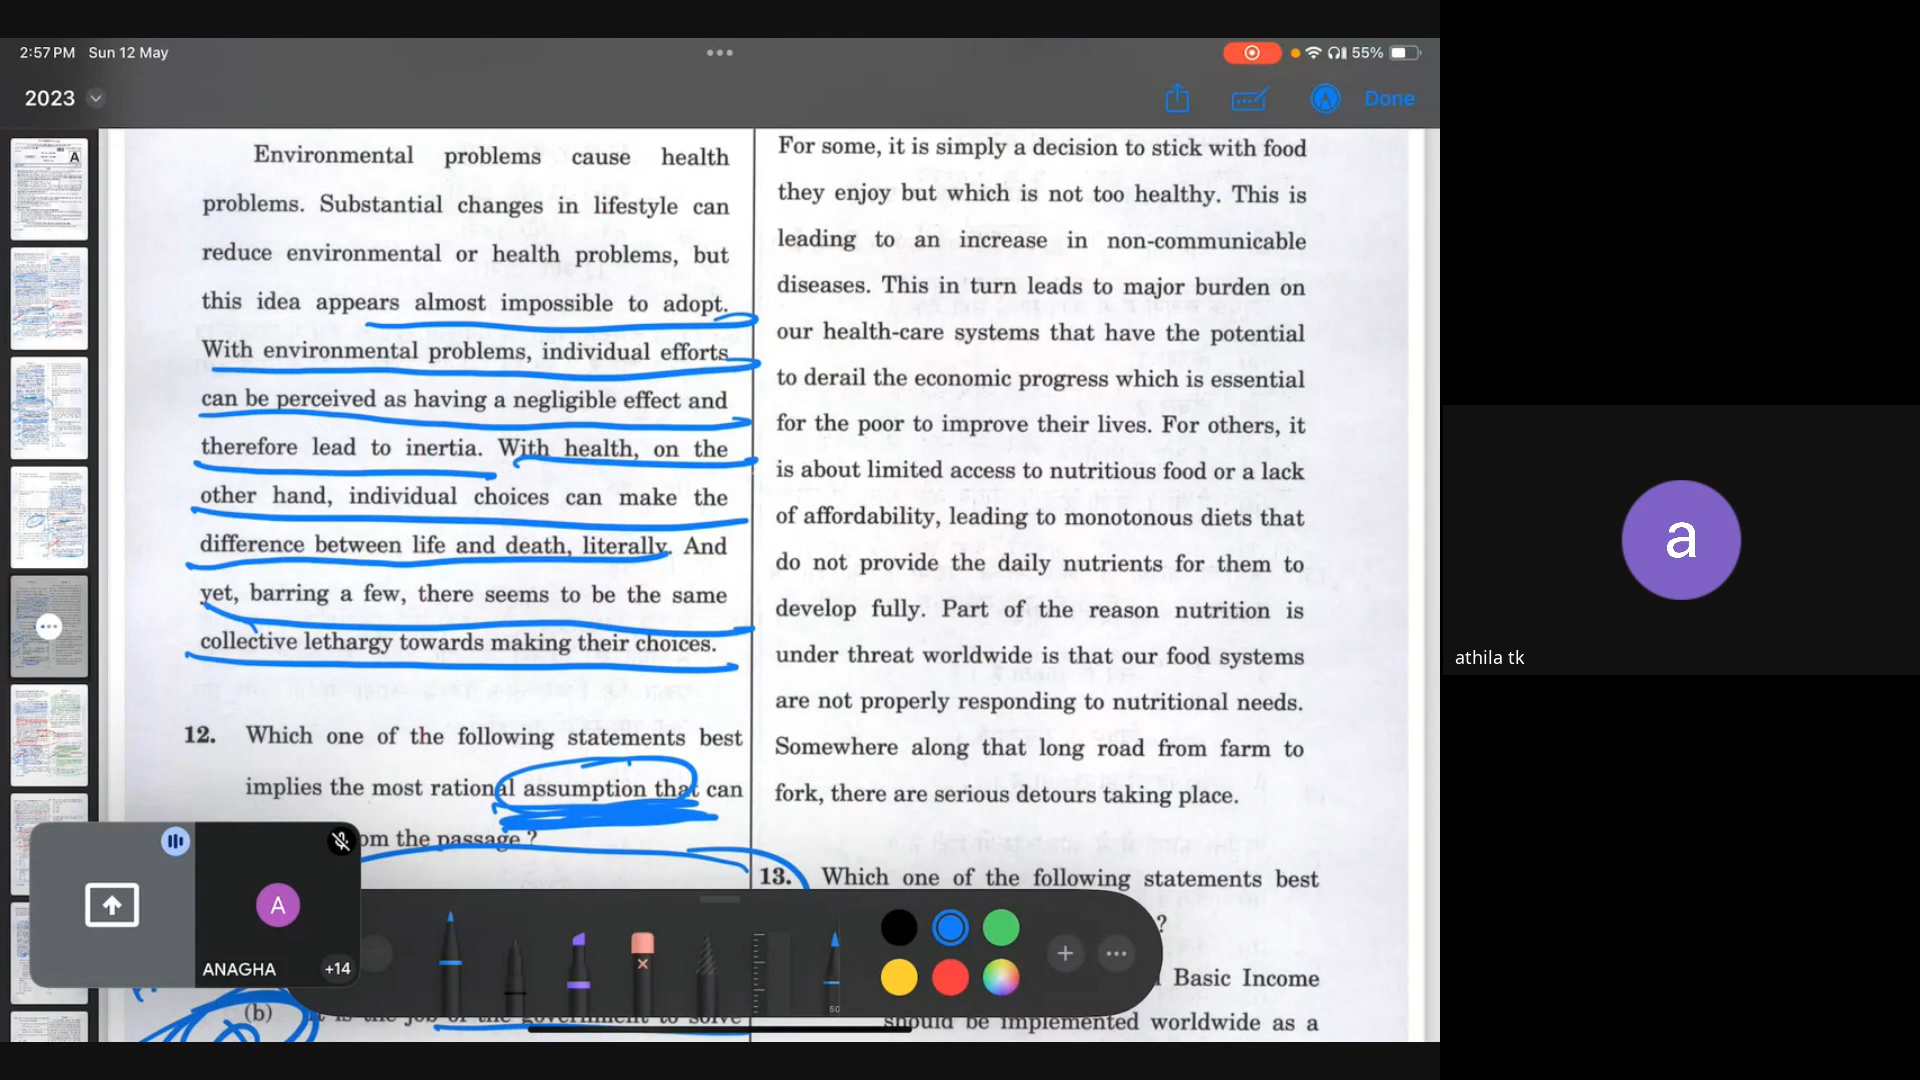 2:57 PM Sun 12 May
55%
2023
Done
Environmental problems cause health
problems. Substantial changes in lifestyle can
reduce environmental or health problems, but
this idea appears almost impossible to adopt.
With environmental problems, individual efforts
can be perceived as having a negligible effect and
therefore lead to inertia. With health, on the
other hand, individual choices can make the
difference between life and death, literally. And
yet, barring a few, there seems to be the same
collective lethargy towards making their choices.
12. Which one of the following statements best
implies the most rational assumption that can
om the passage ?
(b) It is the job of the government to solve
For some, it is simply a decision to stick with food
they enjoy but which is not too healthy. This is
leading to an increase in non-communicable
diseases. This in turn leads to major burden on
our health-care systems that have the potential
to derail the economic progress which is essential
for the poor to improve their lives. For others, it
is about limited access to nutritious food or a lack
of affordability, leading to monotonous diets that
do not provide the daily nutrients for them to
develop fully. Part of the reason nutrition is
under threat worldwide is that our food systems
are not properly responding to nutritional needs.
Somewhere along that long road from farm to
fork, there are serious detours taking place.
13. Which one of the following statements best
?
Basic Income
should be implemented worldwide as a
A
ANAGHA
+14
50
a
athila tk